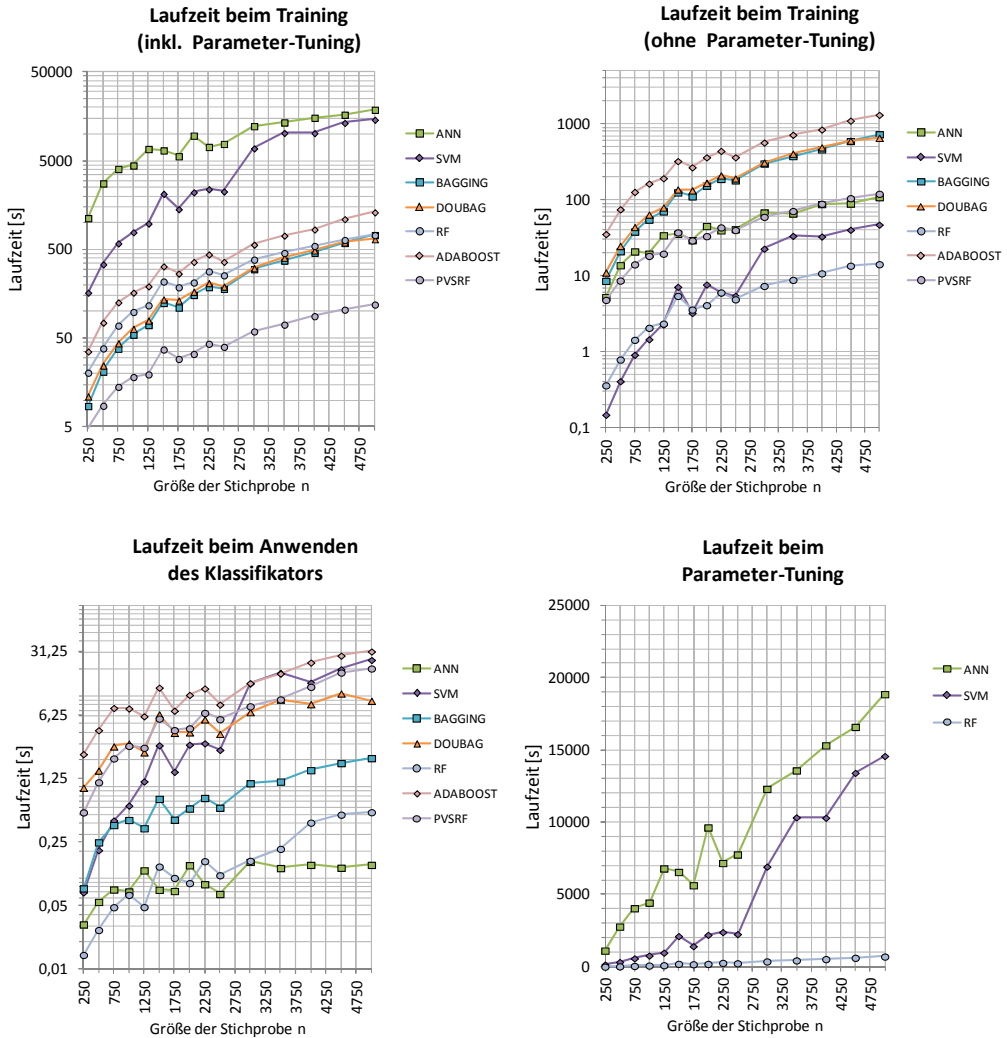 Laufzeit beim Training
(inkl. Parameter-Tuning)
50000
5000
500
50
5
Laufzeit [s]
250
750
1250
1750
2250
2750
3250
3750
4250
4750
Größe der Stichprobe n
ANN
SVM
BAGGING
DOUBAG
RF
ADABOOST
PVSRF
Laufzeit beim Training
(ohne Parameter-Tuning)
1000
100
10
1
0,1
Laufzeit [s]
250
750
1250
1750
2250
2750
3250
3750
4250
4750
Größe der Stichprobe n
ANN
SVM
BAGGING
DOUBAG
RF
ADABOOST
PVSRF
Laufzeit beim Anwenden
des Klassifikators
31,25
6,25
1,25
0,25
0,05
0,01
Laufzeit [s]
250
750
1250
1750
2250
2750
3250
3750
4250
4750
Größe der Stichprobe n
ANN
SVM
BAGGING
DOUBAG
RF
ADABOOST
PVSRF
Laufzeit beim
Parameter-Tuning
25000
20000
15000
10000
5000
0
Laufzeit [s]
250
750
1250
1750
2250
2750
3250
3750
4250
4750
Größe der Stichprobe n
ANN
SVM
RF